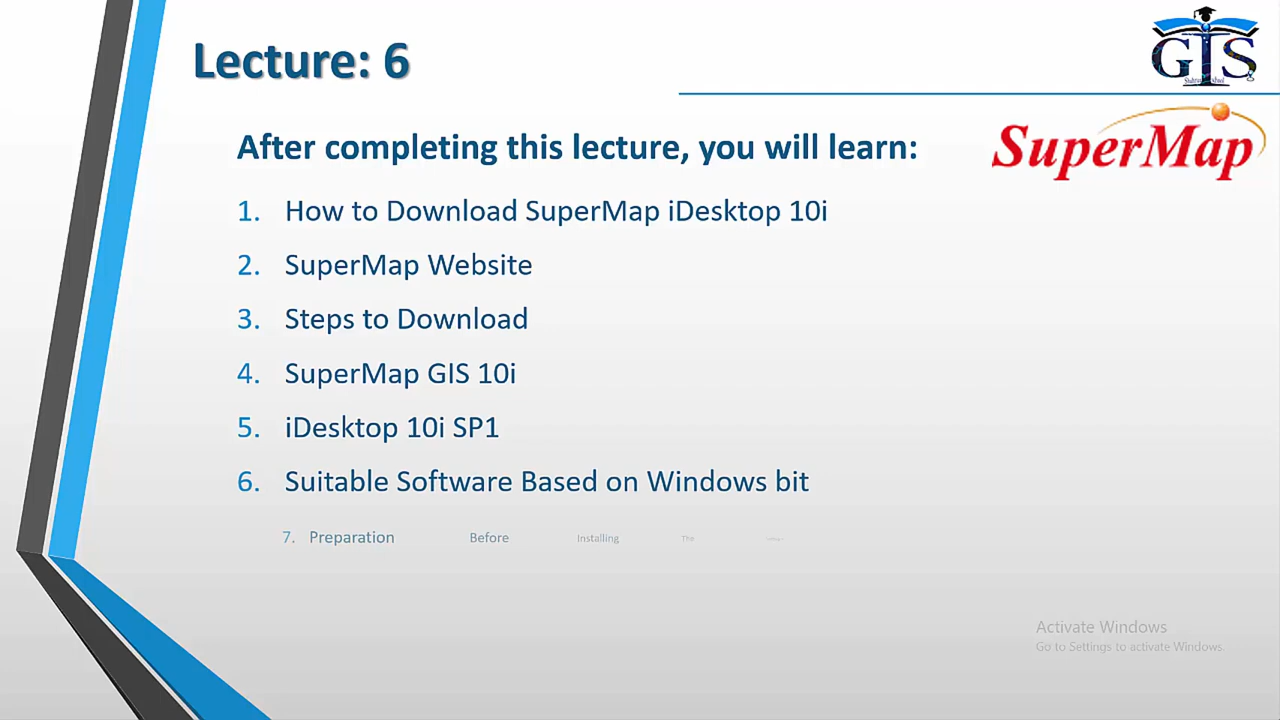 Lecture: 6
GIS
SuperMap
After completing this lecture, you will learn:
1. How to Download SuperMap iDesktop 10i
2. SuperMap Website
3. Steps to Download
4. SuperMap GIS 10i
5. iDesktop 10i SP1
6. Suitable Software Based on Windows bit
7. Preparation Before Installing The
Activate Windows
Go to Settings to activate Windows.